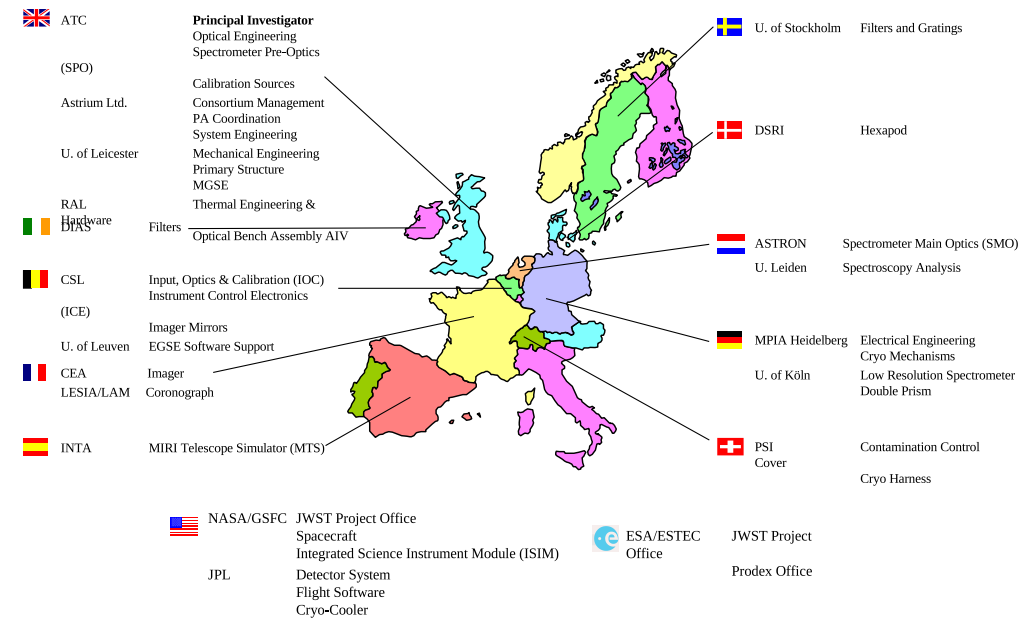 ATC Principal Investigator
Optical Engineering
Spectrometer Pre-Optics
(SPO)
Calibration Sources
Astrium Ltd. Consortium Management
PA Coordination
System Engineering
U. of Leicester Mechanical Engineering
Primary Structure
MGSE
RAL Thermal Engineering &
Hardware
Optical Bench Assembly AIV
DIAS Filters
CSL Input, Optics & Calibration (IOC)
Instrument Control Electronics
(ICE)
Imager Mirrors
U. of Leuven EGSE Software Support
CEA Imager
LESIA/LAM Coronograph
INTA MIRI Telescope Simulator (MTS)
U. of Stockholm Filters and Gratings
DSRI Hexapod
ASTRON Spectrometer Main Optics (SMO)
U. Leiden Spectroscopy Analysis
MPIA Heidelberg Electrical Engineering
Cryo Mechanisms
U. of Köln Low Resolution Spectrometer
Double Prism
PSI Contamination Control
Cover
Cryo Harness
NASA/GSFC JWST Project Office
Spacecraft
Integrated Science Instrument Module (ISIM)
JPL Detector System
Flight Software
Cryo-Cooler
ESA/ESTEC JWST Project
Office
Prodex Office